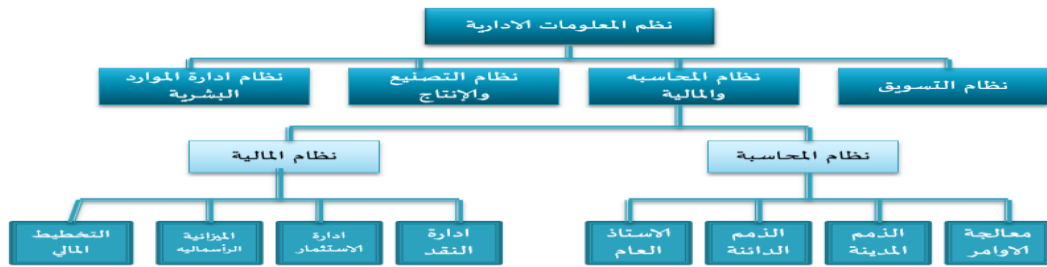 نظم المعلومات الادارية
نظام التسويق
نظام المحاسبه
والمالية
نظام التصنيع
والإنتاج
نظام ادارة الموارد
البشرية
نظام المحاسبة
نظام المالية
معالجة
الاوامر
الذمم
المدينة
الذمم
الدائنة
الاستاذ
العام
ادارة
النقد
ادارة
الاستثمار
الميزانية
الرأسماليه
التخطيط
المالي